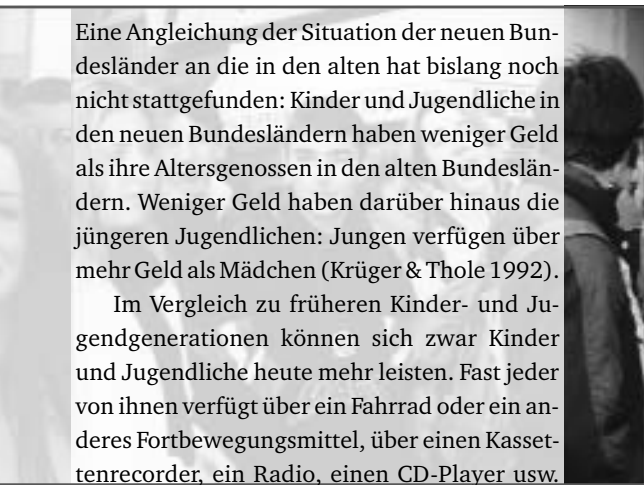 Eine Angleichung der Situation der neuen Bun-
desländer an die in den alten hat bislang noch
nicht stattgefunden: Kinder und Jugendliche in
den neuen Bundesländern haben weniger Geld
als ihre Altersgenossen in den alten Bundeslän-
dern. Weniger Geld haben darüber hinaus die
jüngeren Jugendlichen: Jungen verfügen über
mehr Geld als Mädchen (Krüger & Thole 1992).
Im Vergleich zu früheren Kinder- und Ju-
gendgenerationen können sich zwar Kinder
und Jugendliche heute mehr leisten. Fast jeder
von ihnen verfügt über ein Fahrrad oder ein an-
deres Fortbewegungsmittel, über einen Kasset-
tenrecorder, ein Radio, einen CD-Player usw.